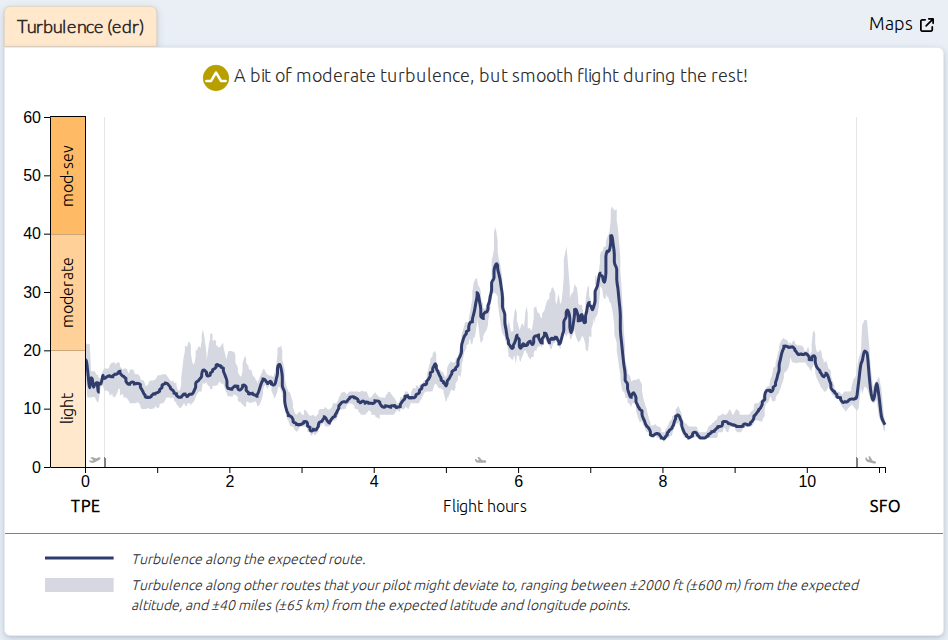 Turbulence (edr)
Maps
A bit of moderate turbulence, but smooth flight during the rest!
60
50
40
30
20
10
0
mod-sev
moderate
light
0 2 4 6 8 10
TPE Flight hours SFO
Turbulence along the expected route.
Turbulence along other routes that your pilot might deviate to, ranging between ±2000 ft (±600 m) from the expected
altitude, and ±40 miles (±65 km) from the expected latitude and longitude points.